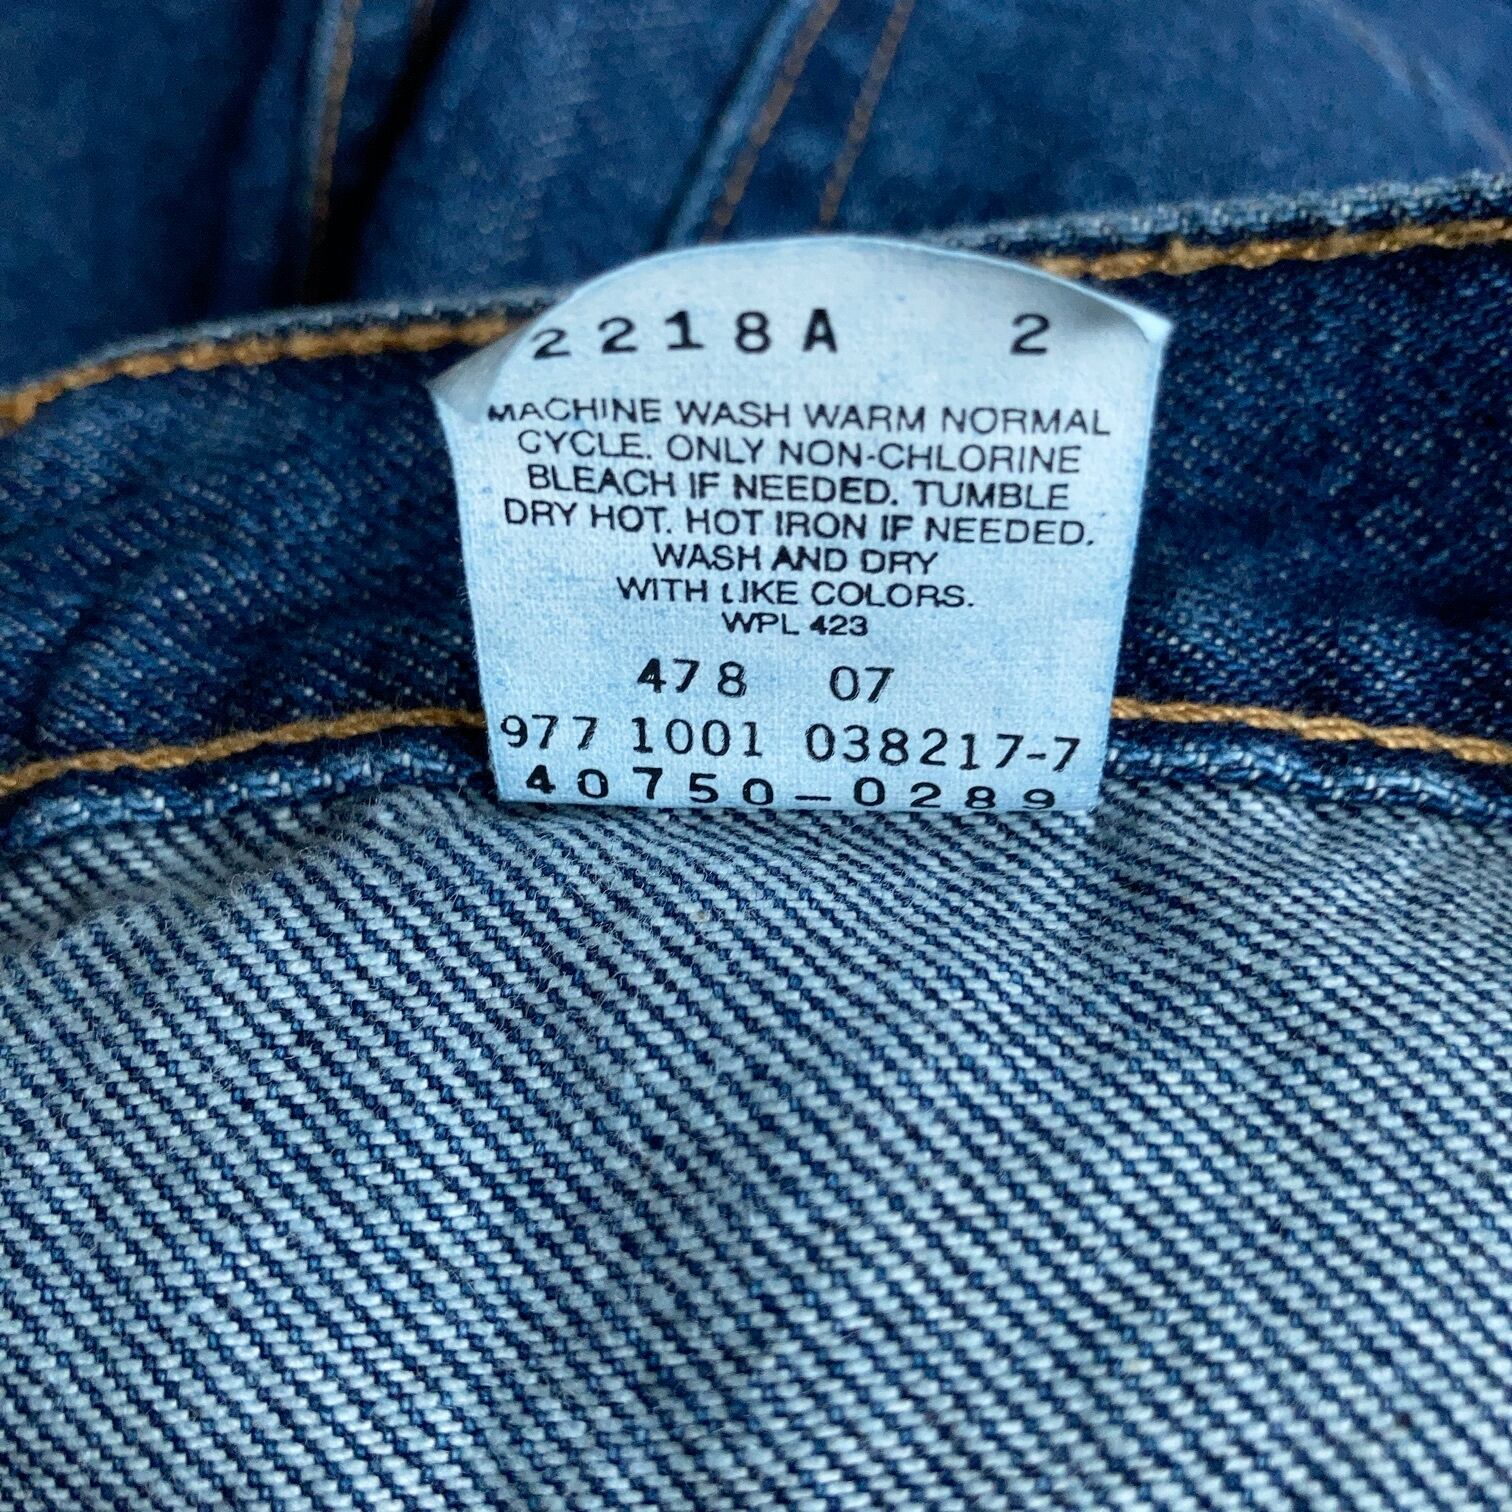 2218A 2
MACHINE WASH WARM NORMAL
CYCLE. ONLY NON-CHLORINE
BLEACH IF NEEDED. TUMBLE
DRY HOT. HOT IRON IF NEEDED.
WASH AND DRY
WITH LIKE COLORS.
WPL 423
478 07
977 1001 038217-7
40750-0289